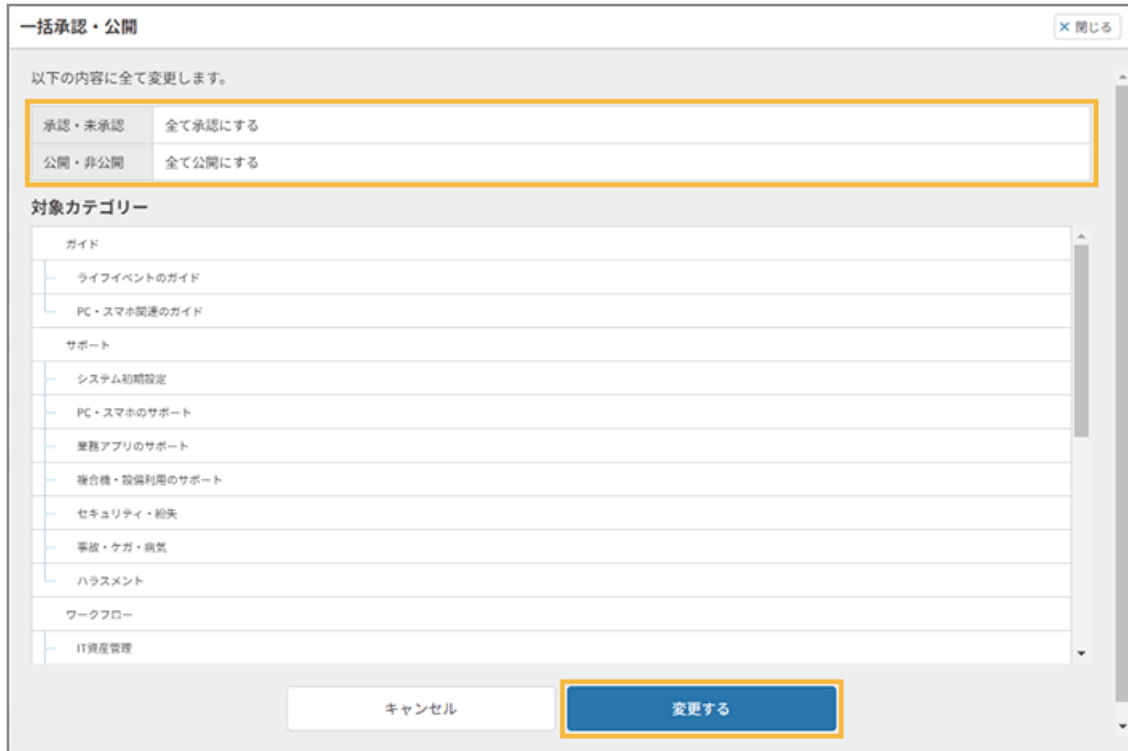 一括承認・公開
× 閉じる
以下の内容に全て変更します。
承認・未承認 全て承認にする
公開・非公開 全て公開にする
対象カテゴリー
ガイド
ライフイベントのガイド
PC・スマホ関連のガイド
サポート
システム初期設定
PC・スマホのサポート
業務アプリのサポート
複合機・設備利用のサポート
セキュリティ・紛失
事故・ケガ・病気
ハラスメント
ワークフロー
IT資産管理
キャンセル
変更する